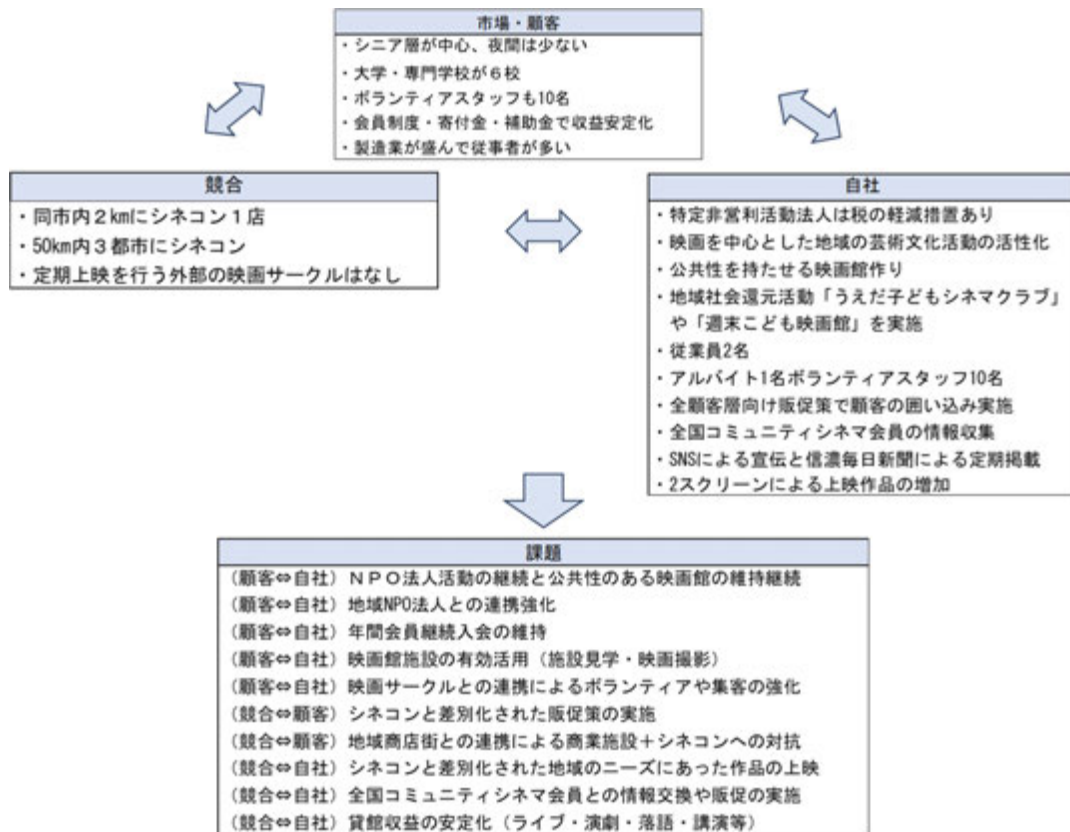 市場・顧客
・シニア層が中心、夜間は少ない
・大学・専門学校が6校
・ボランティアスタッフも10名
・会員制度・寄付金・補助金で収益安定化
・製造業が盛んで従事者が多い
競合
・同市内2kmにシネコン1店
・50km内3都市にシネコン
・定期上映を行う外部の映画サークルはなし
自社
・特定非営利活動法人は税の軽減措置あり
・映画を中心とした地域の芸術文化活動の活性化
・公共性を持たせる映画館作り
・地域社会還元活動「うえだ子どもシネマクラブ」
や「週末こども映画館」を実施
・従業員2名
・アルバイト1名ボランティアスタッフ10名
・全顧客層向け販促策で顧客の囲い込み実施
・全国コミュニティシネマ会員の情報収集
・SNSによる宣伝と信濃毎日新聞による定期掲載
・2スクリーンによる上映作品の増加
課題
（顧客⇔自社）ＮＰＯ法人活動の継続と公共性のある映画館の維持継続
（顧客⇔自社）地域NPO法人との連携強化
（顧客⇔自社）年間会員継続入会の維持
（顧客⇔自社）映画館施設の有効活用（施設見学・映画撮影）
（顧客⇔自社）映画サークルとの連携によるボランティアや集客の強化
（競合⇔顧客）シネコンと差別化された販促策の実施
（競合⇔顧客）地域商店街との連携による商業施設＋シネコンへの対抗
（競合⇔自社）シネコンと差別化された地域のニーズにあった作品の上映
（競合⇔自社）全国コミュニティシネマ会員との情報交換や販促の実施
（競合⇔自社）貸館収益の安定化（ライブ・演劇・落語・講演等）